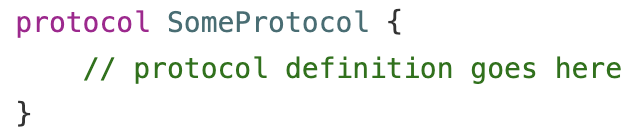 protocol SomeProtocol {
    // protocol definition goes here
}